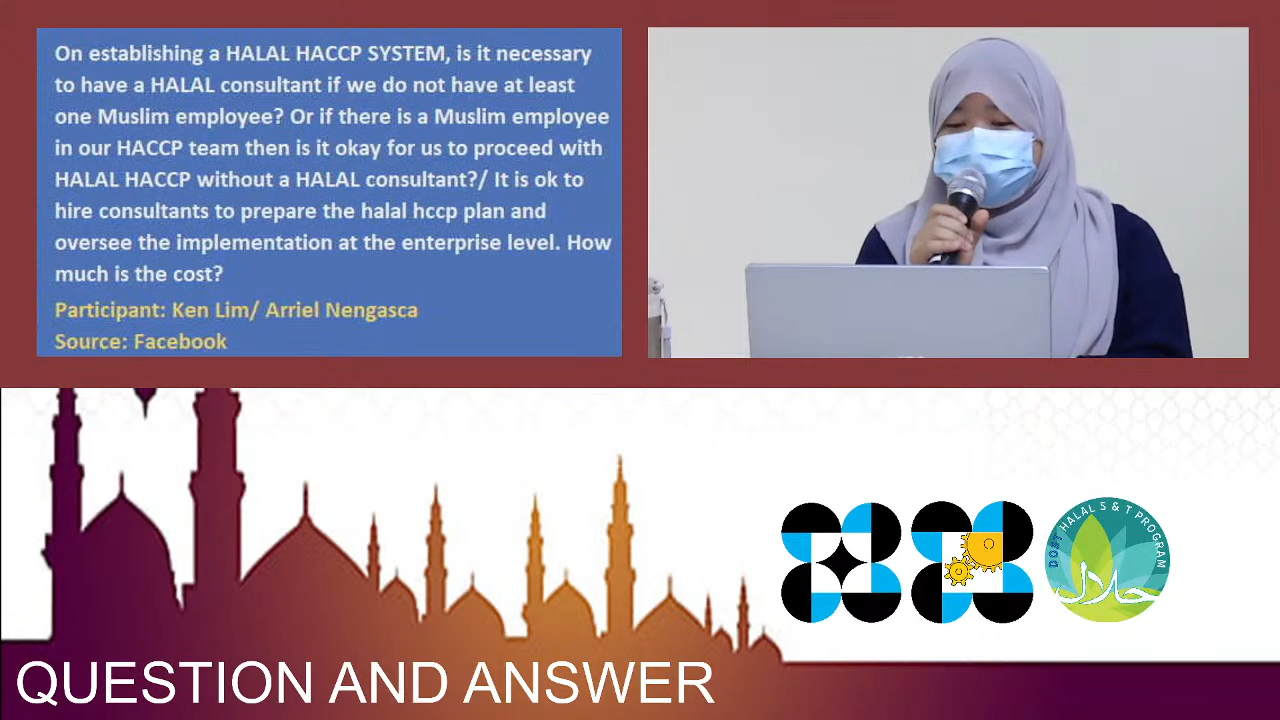 On establishing a HALAL HACCP SYSTEM, is it necessary
to have a HALAL consultant if we do not have at least
one Muslim employee? Or if there is a Muslim employee
in our HACCP team then is it okay for us to proceed with
HALAL HACCP without a HALAL consultant?/ It is ok to
hire consultants to prepare the halal hccp plan and
oversee the implementation at the enterprise level. How
much is the cost?
Participant: Ken Lim/ Arriel Nengasca
Source: Facebook
DOST HALAL S & T PROGRAM
حلال
QUESTION AND ANSWER